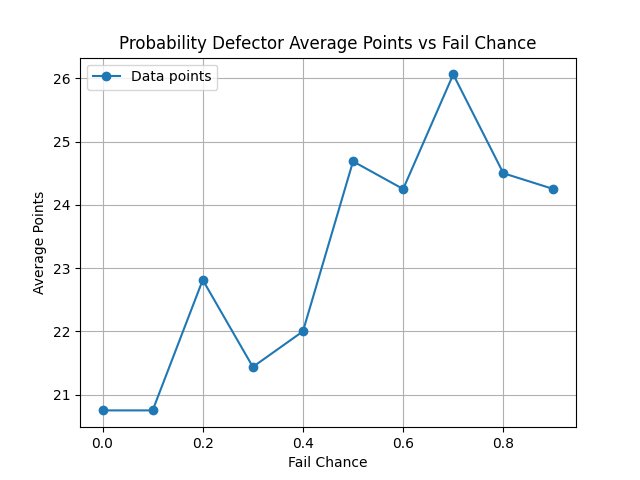 Probability Defector Average Points vs Fail Chance
Data points
26
25
24
23
22
21
Average Points
0.0 0.2 0.4 0.6 0.8
Fail Chance